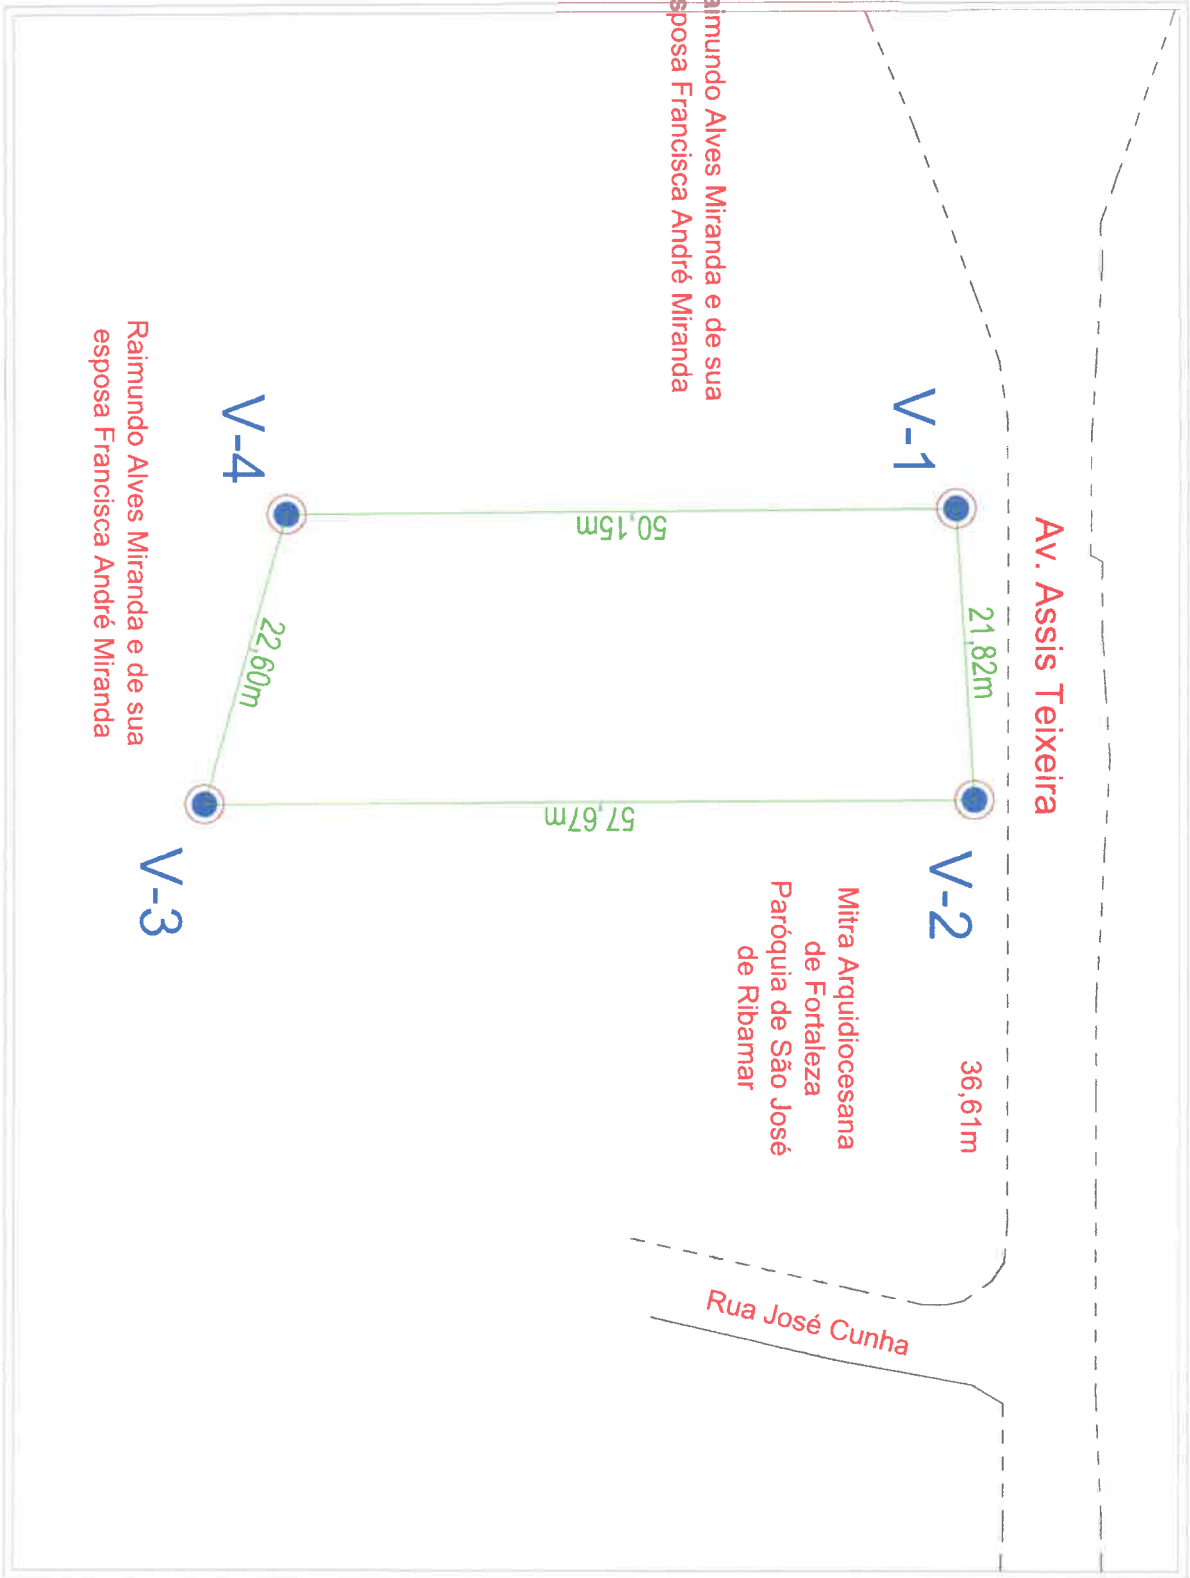 Av. Assis Teixeira
V-1
21,82m
V-2
36,61m
50,15m
57,67m
aimundo Alves Miranda e de sua
sposa Francisca André Miranda
Mitra Arquidiocesana
de Fortaleza
Paróquia de São José
de Ribamar
Rua José Cunha
V-4
22,60m
V-3
Raimundo Alves Miranda e de sua
esposa Francisca André Miranda